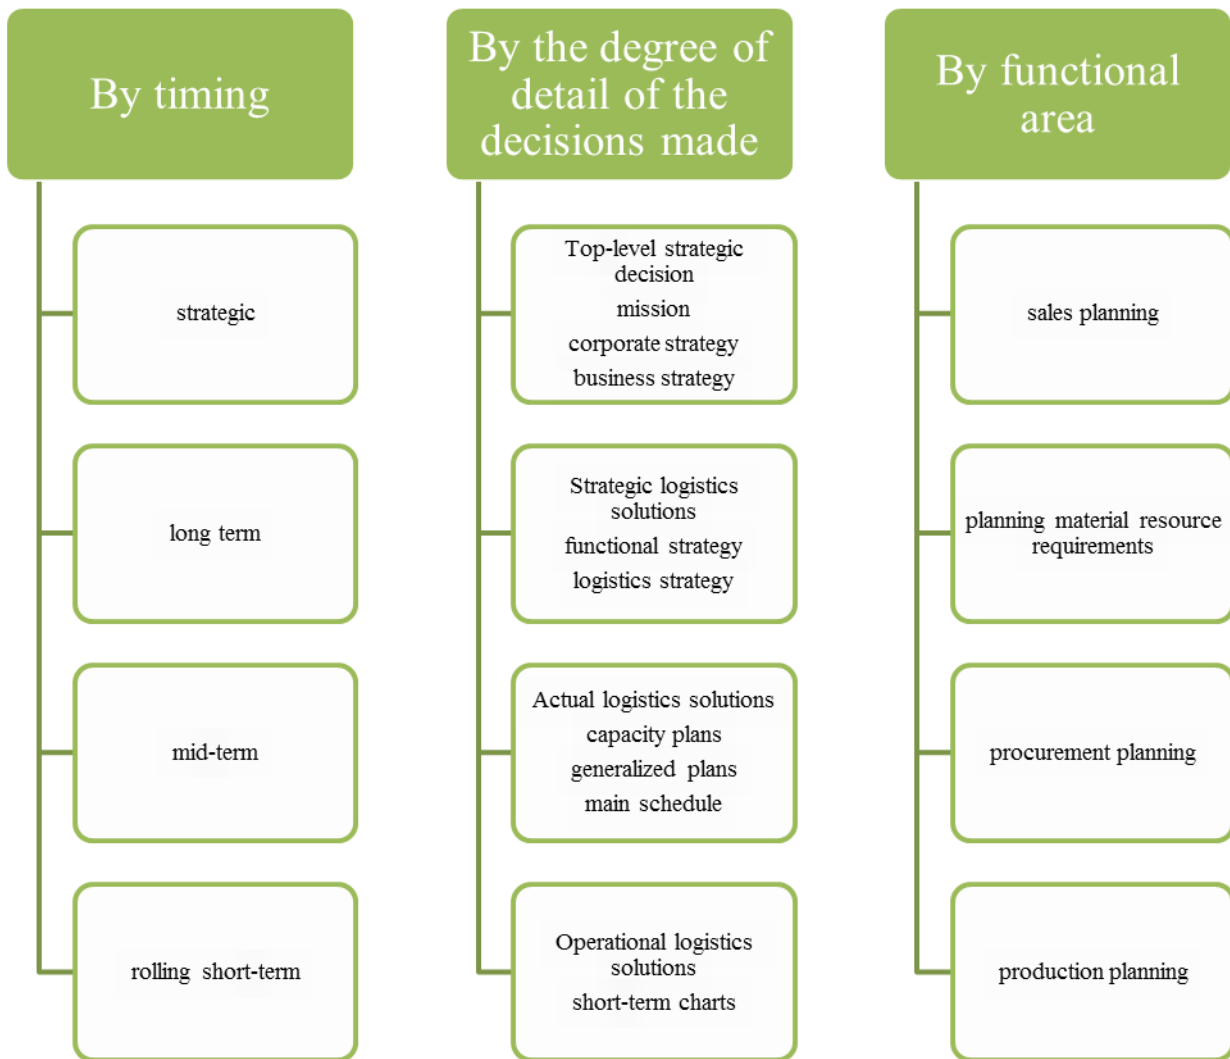 By timing
strategic
long term
mid-term
rolling short-term
By the degree of
detail of the
decisions made
Top-level strategic
decision
mission
corporate strategy
business strategy
Strategic logistics
solutions
functional strategy
logistics strategy
Actual logistics solutions
capacity plans
generalized plans
main schedule
Operational logistics
solutions
short-term charts
By functional
area
sales planning
planning material resource
requirements
procurement planning
production planning